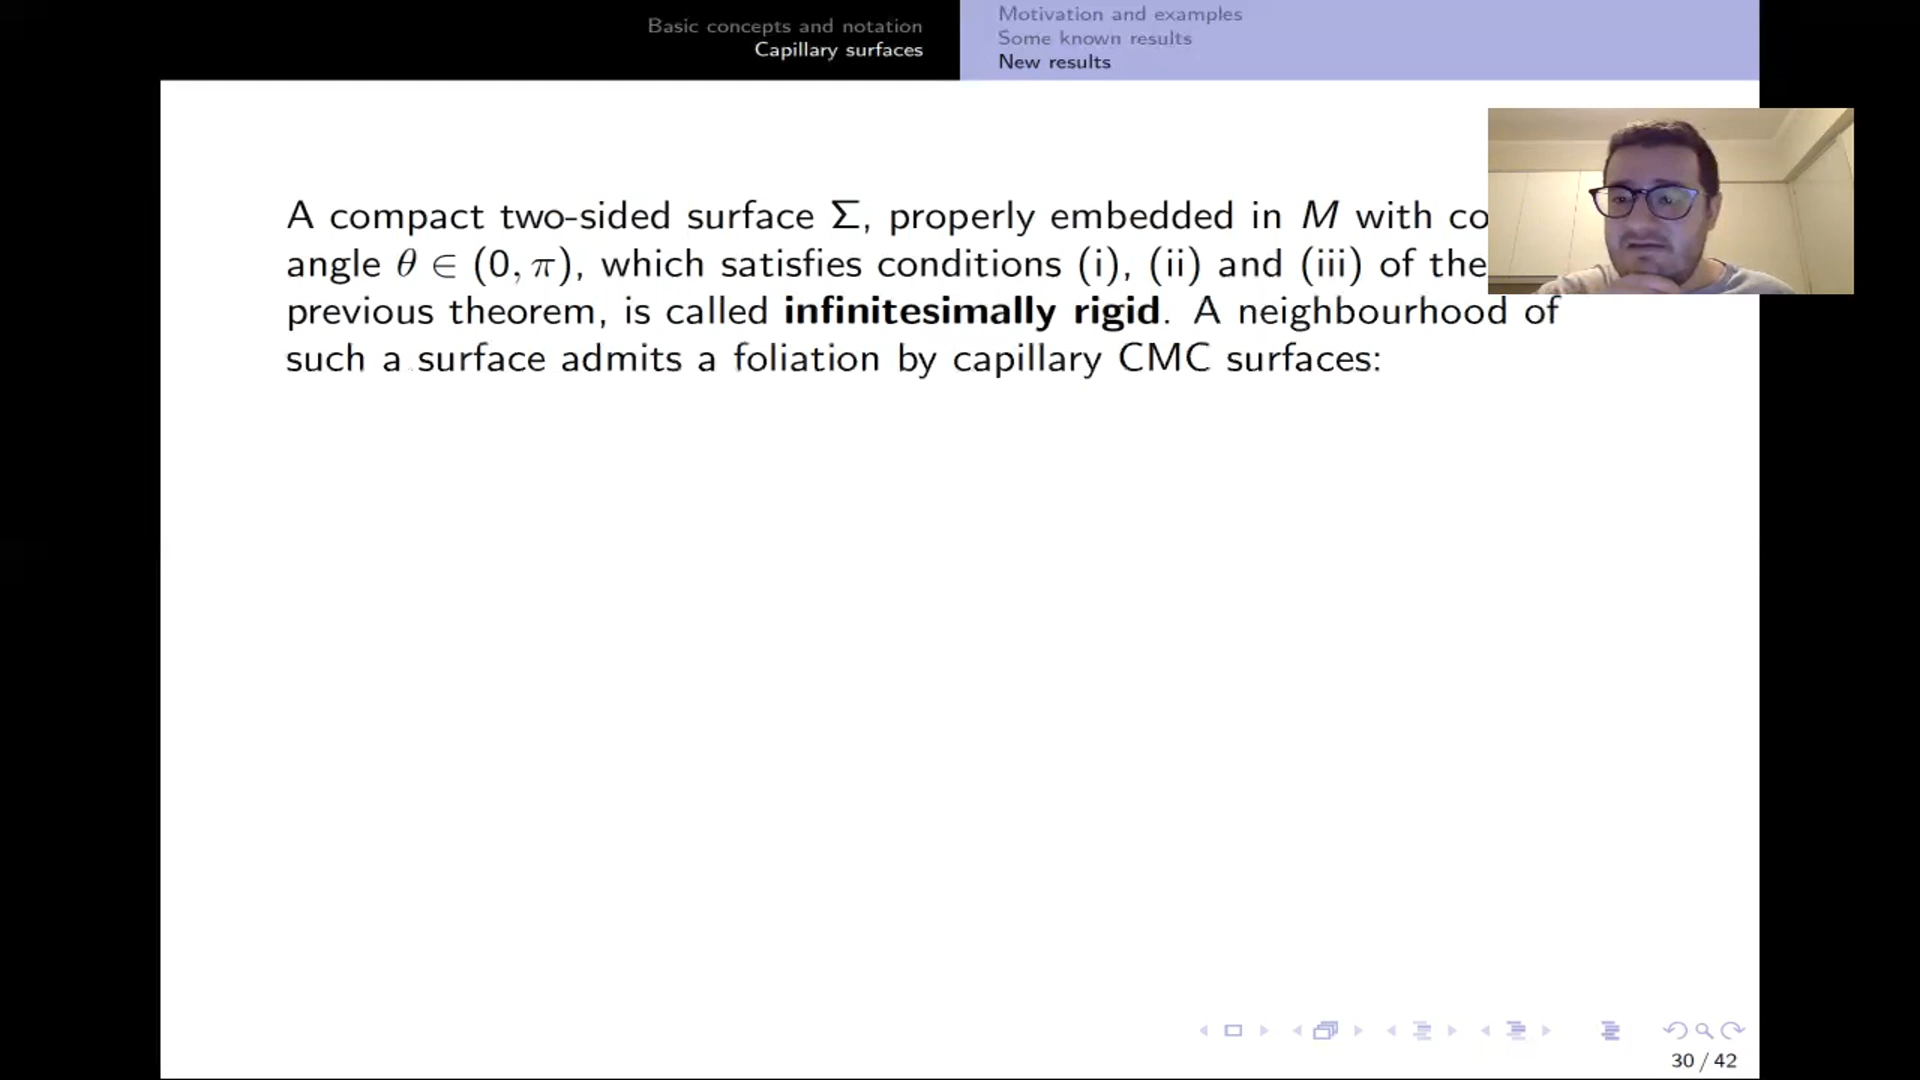 Basic concepts and notation
Capillary surfaces
Motivation and examples
Some known results
New results
A compact two-sided surface Σ, properly embedded in M with
angle θ ∈ (0, π), which satisfies conditions (i), (ii) and (iii) of the
previous theorem, is called infinitesimally rigid. A neighbourhood of
such a surface admits a foliation by capillary CMC surfaces:
30 / 42